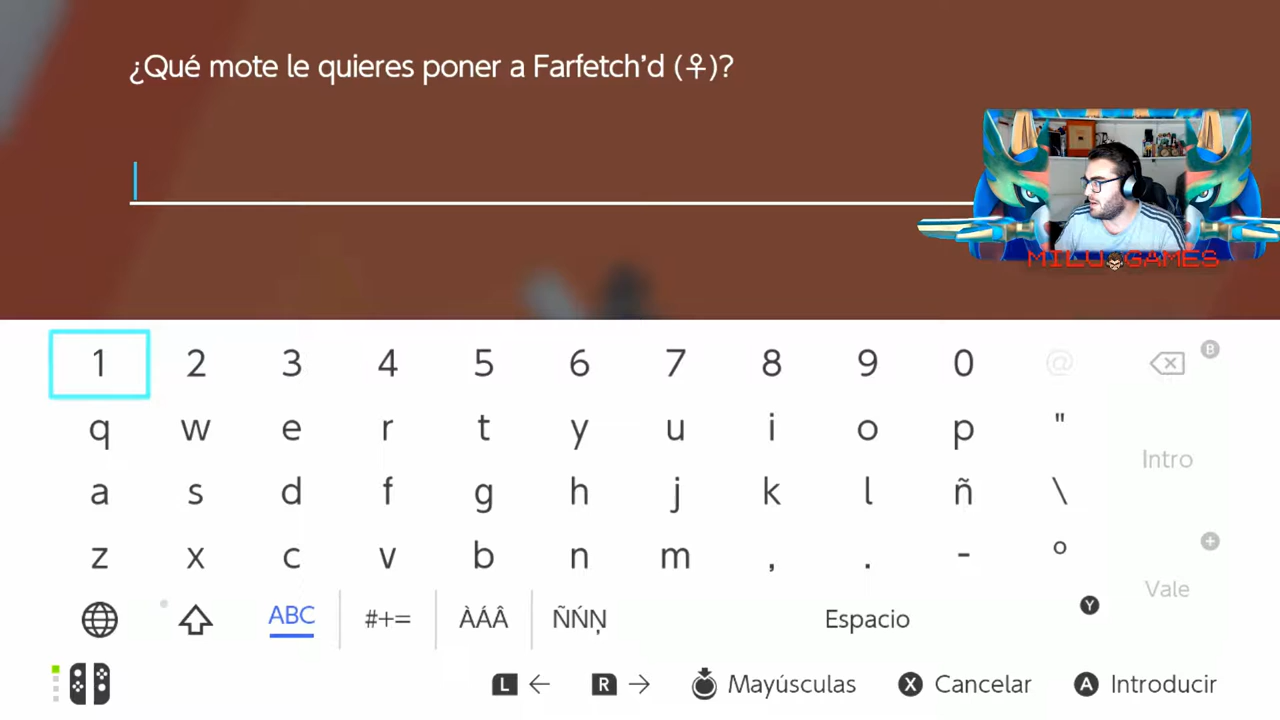 ¿Qué mote le quieres poner a Farfetch’d (♀)?
MILU GAMES
1 2 3 4 5 6 7 8 9 0 @ B
q w e r t y u i o p "
Intro
a s d f g h j k l ñ \
z x c v b n m , . - º +
Vale
ABC #+= ÀÁÂ ÑŃŅ Espacio Y
L ← R → Mayúsculas X Cancelar A Introducir